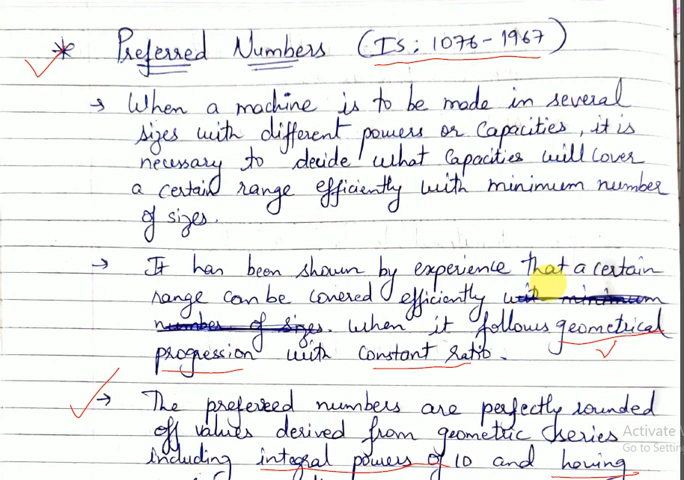 * Preferred Numbers (IS: 1076-1967)
→ When a machine is to be made in several
sizes with different powers or capacities, it is
necessary to decide what capacities will cover
a certain range efficiently with minimum number
of sizes.
→ It has been shown by experience that a certain
range can be covered efficiently with minimum
number of sizes. when it follows geometrical
progression with constant ratio.
→ The preferred numbers are perfectly rounded
off values derived from geometric series
including integral powers of 10 and having
Activate
Go to Settin